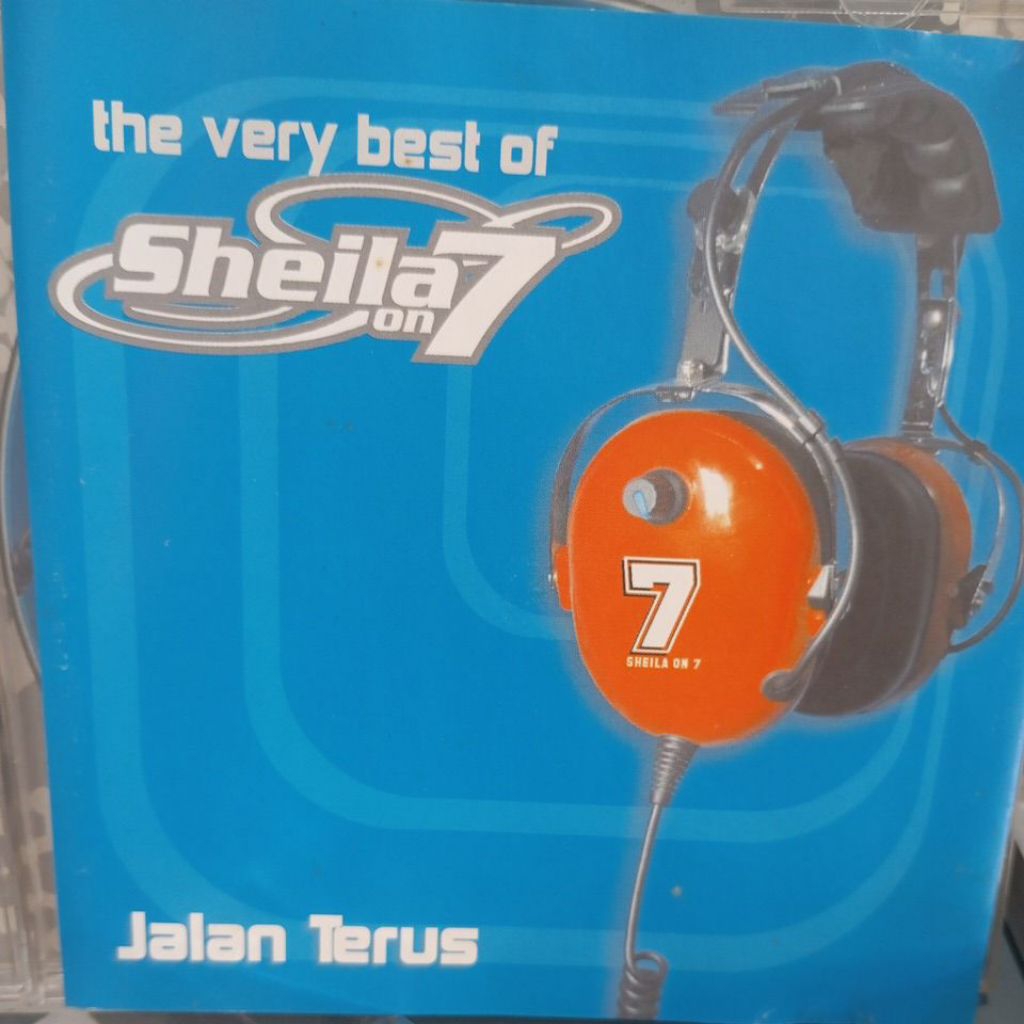 the very best of
Sheila
on 7
7
SHEILA ON 7
Jalan Terus